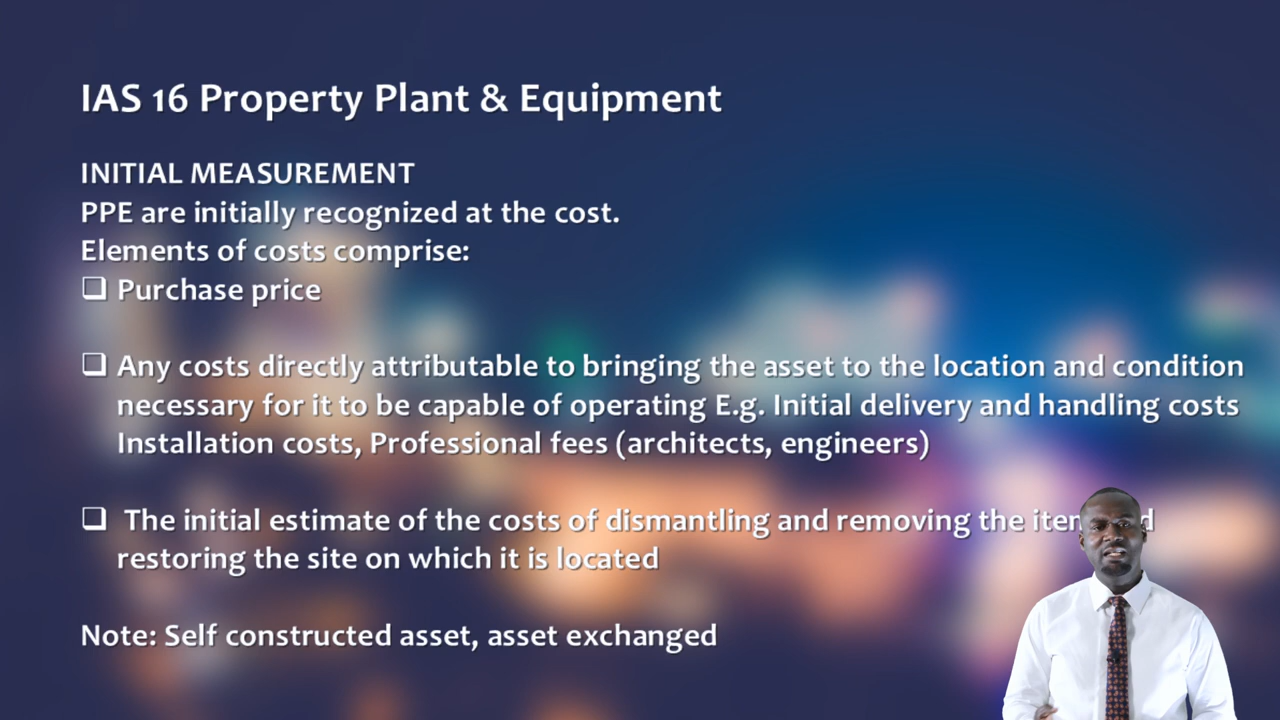 IAS 16 Property Plant & Equipment
INITIAL MEASUREMENT
PPE are initially recognized at the cost.
Elements of costs comprise:
❑ Purchase price
❑ Any costs directly attributable to bringing the asset to the location and condition
necessary for it to be capable of operating E.g. Initial delivery and handling costs
Installation costs, Professional fees (architects, engineers)
❑ The initial estimate of the costs of dismantling and removing the
restoring the site on which it is located
Note: Self constructed asset, asset exchanged